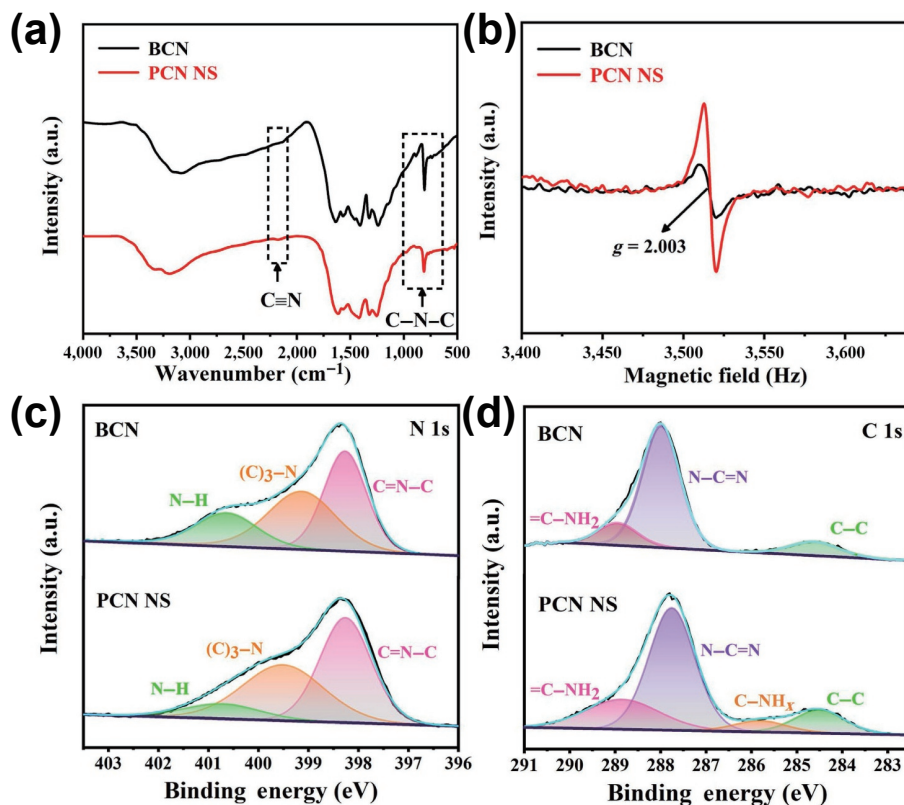 (a)
BCN
PCN NS
Intensity (a.u.)
C≡N
C–N–C
4,000 3,500 3,000 2,500 2,000 1,500 1,000 500
Wavenumber (cm⁻¹)
(b)
BCN
PCN NS
Intensity (a.u.)
g = 2.003
3,400 3,450 3,500 3,550 3,600
Magnetic field (Hz)
(c)
BCN
N 1s
(C)₃–N
C=N–C
N–H
Intensity (a.u.)
PCN NS
(C)₃–N
C=N–C
N–H
403 402 401 400 399 398 397 396
Binding energy (eV)
(d)
BCN
C 1s
N–C=N
=C–NH₂
C–C
Intensity (a.u.)
PCN NS
N–C=N
=C–NH₂
C–NHₓ
C–C
291 290 289 288 287 286 285 284 283
Binding energy (eV)